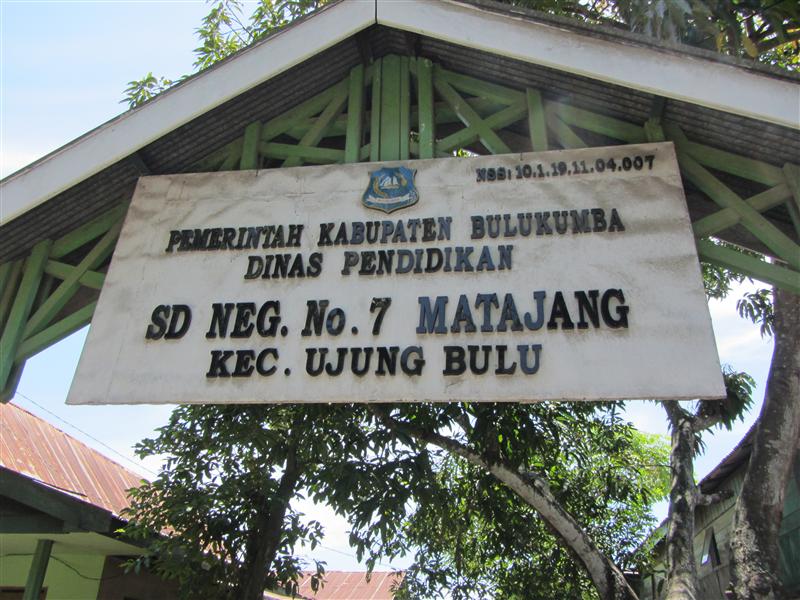 NSS: 10.1.19.11.04.007
PEMERINTAH KABUPATEN BULUKUMBA
DINAS PENDIDIKAN
SD NEG. No. 7 MATAJANG
KEC. UJUNG BULU